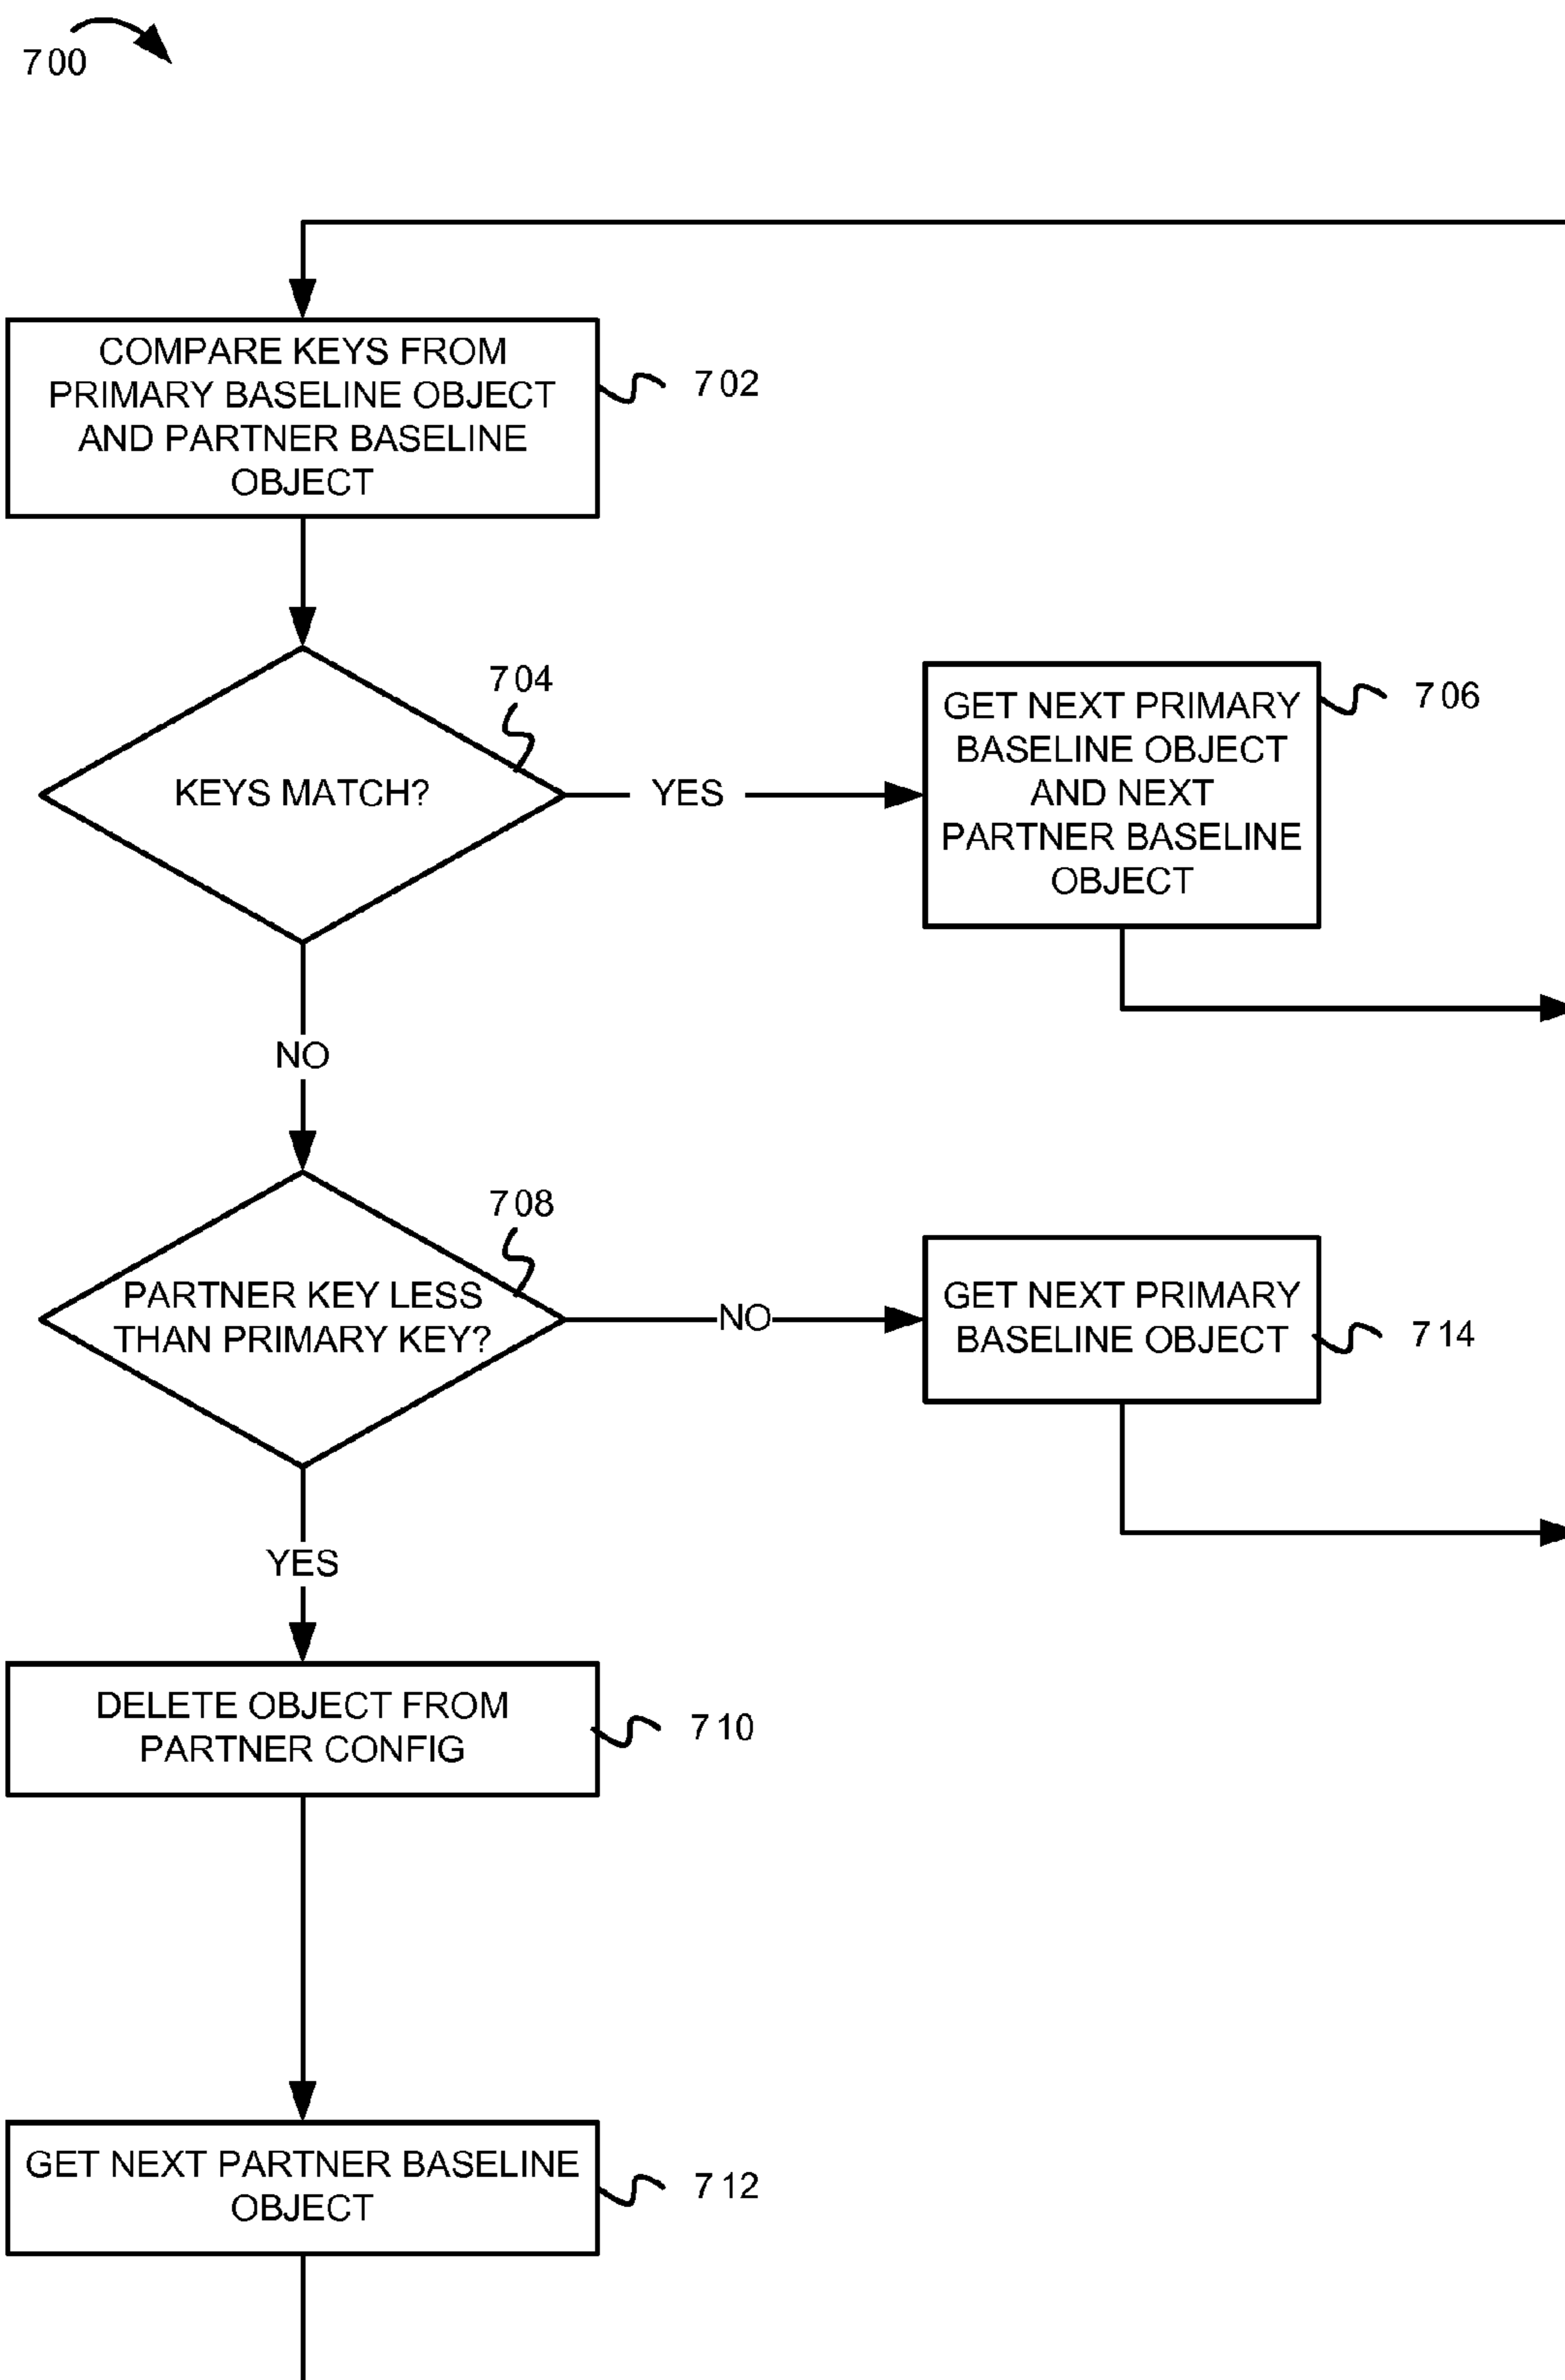 700
COMPARE KEYS FROM
PRIMARY BASELINE OBJECT
AND PARTNER BASELINE
OBJECT
702
704
KEYS MATCH?
YES
GET NEXT PRIMARY
BASELINE OBJECT
AND NEXT
PARTNER BASELINE
OBJECT
706
NO
708
PARTNER KEY LESS
THAN PRIMARY KEY?
NO
GET NEXT PRIMARY
BASELINE OBJECT
714
YES
DELETE OBJECT FROM
PARTNER CONFIG
710
GET NEXT PARTNER BASELINE
OBJECT
712